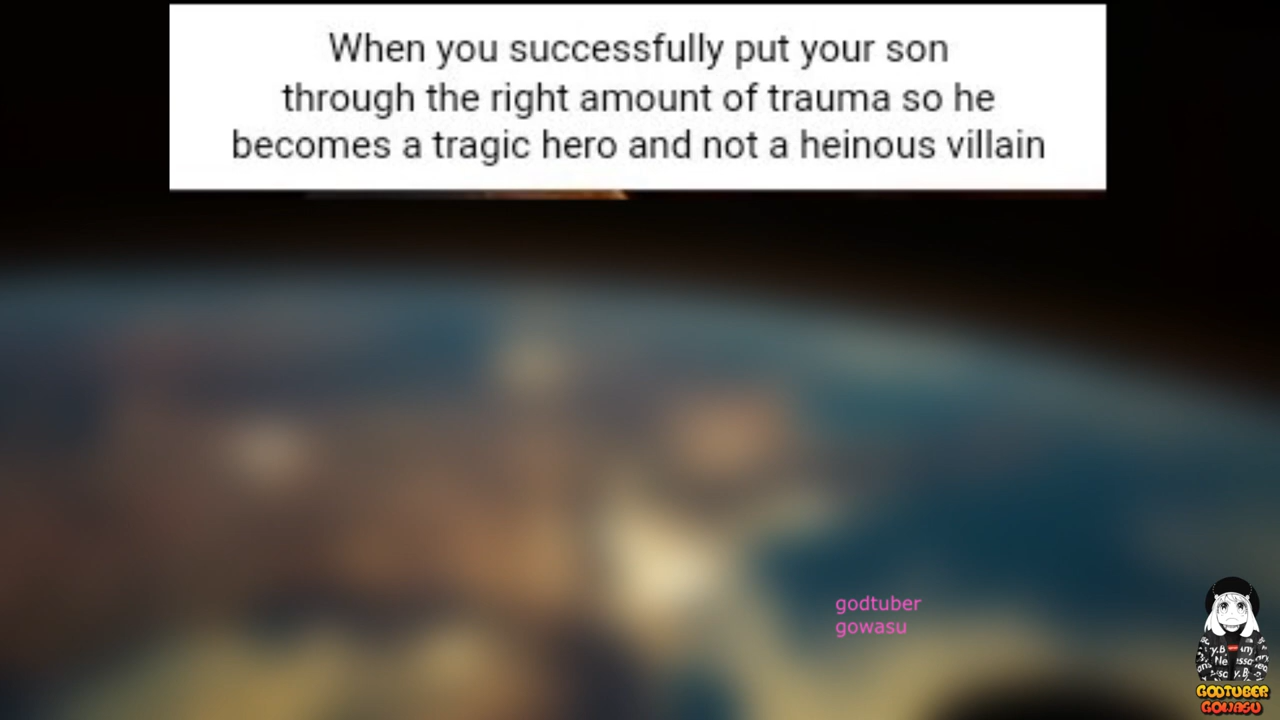 When you successfully put your son
through the right amount of trauma so he
becomes a tragic hero and not a heinous villain
godtuber
gowasu
GODTUBER
GOWASU